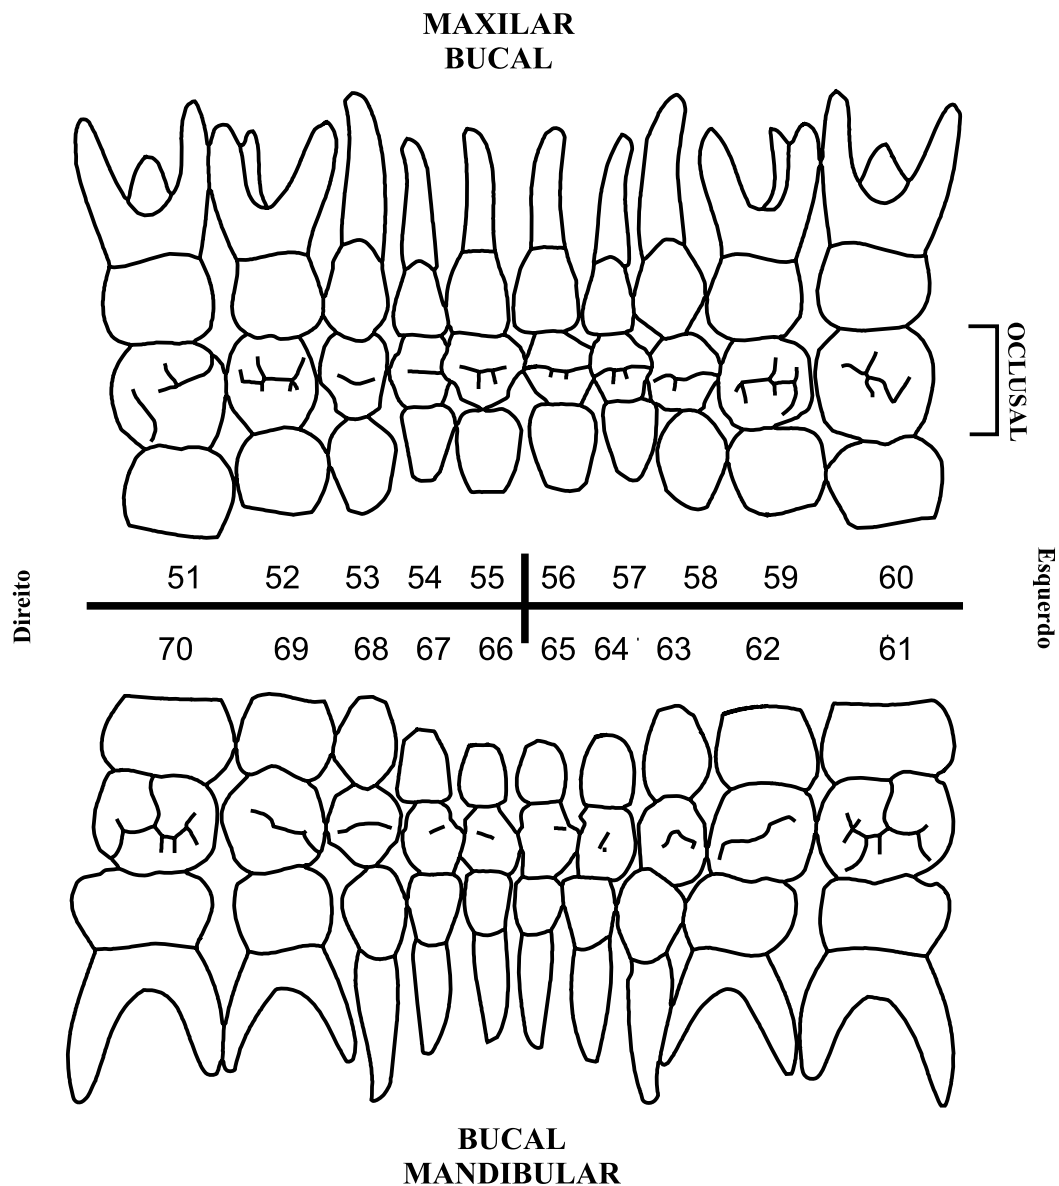 MAXILAR
BUCAL
OCLUSAL
51 52 53 54 55 56 57 58 59 60
Direito
Esquerdo
70 69 68 67 66 65 64 63 62 61
BUCAL
MANDIBULAR